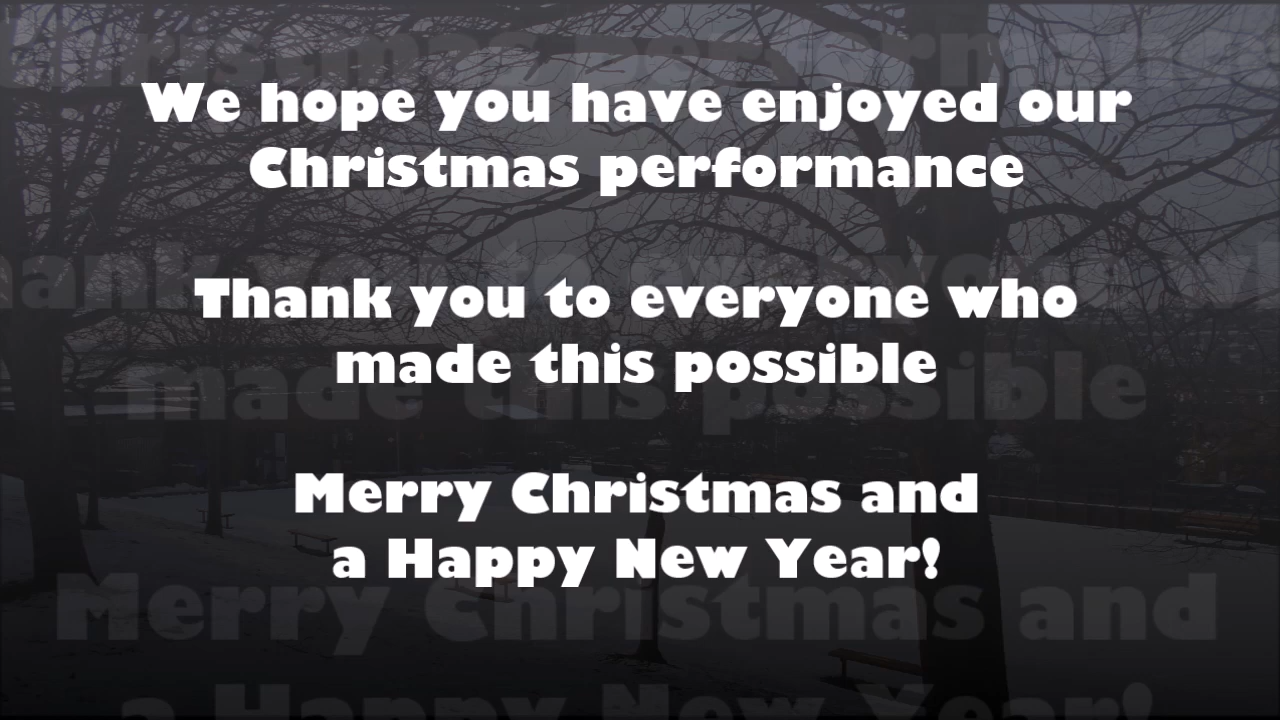 We hope you have enjoyed our
Christmas performance
Thank you to everyone who
made this possible
Merry Christmas and
a Happy New Year!